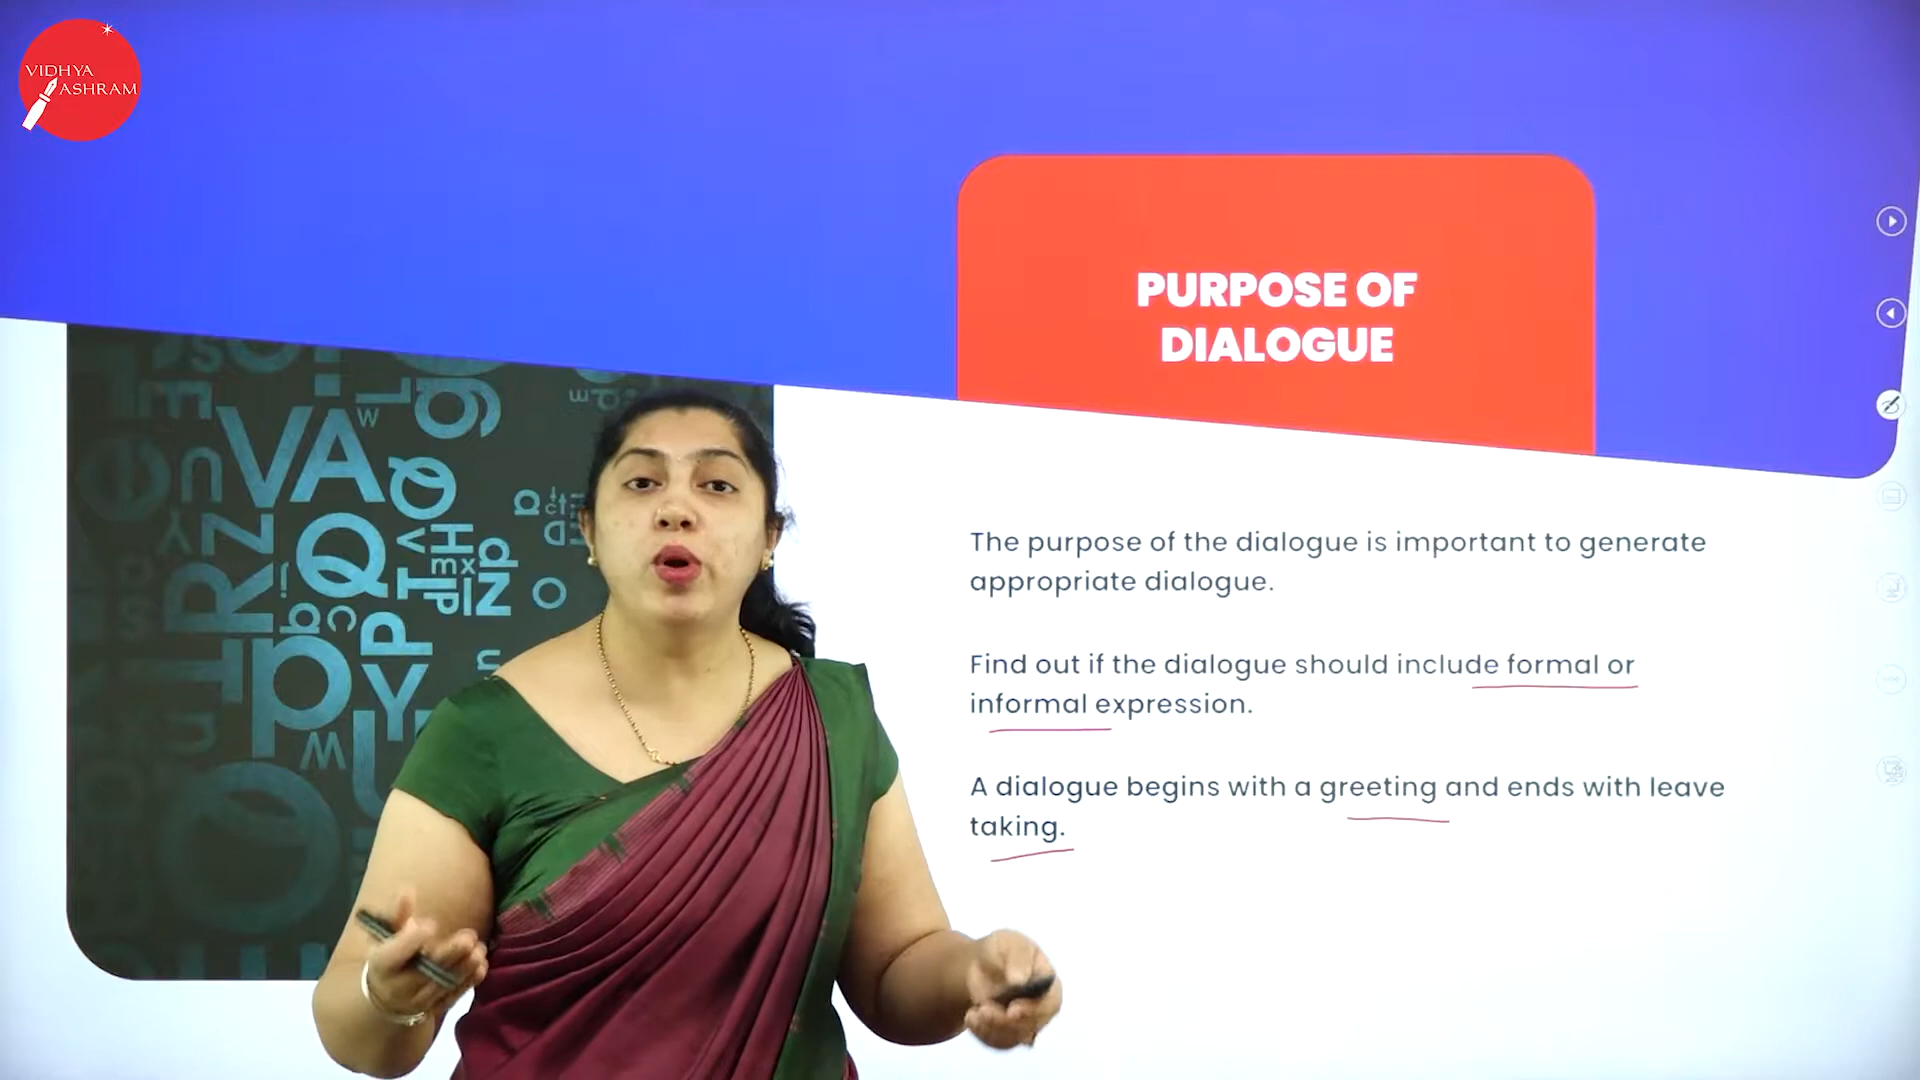 VIDHYA
ASHRAM
PURPOSE OF
DIALOGUE
The purpose of the dialogue is important to generate
appropriate dialogue.
Find out if the dialogue should include formal or
informal expression.
A dialogue begins with a greeting and ends with leave
taking.